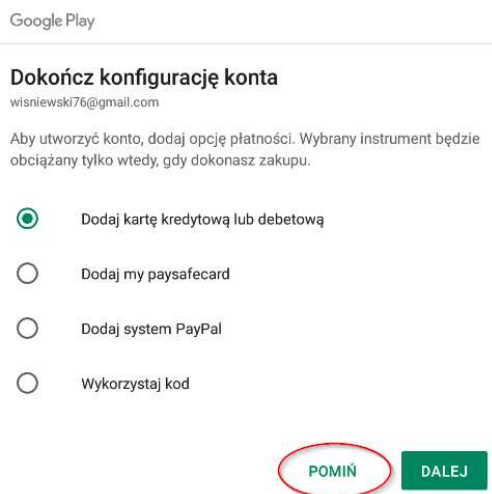 Google Play
Dokończ konfigurację konta
wisniewski76@gmail.com
Aby utworzyć konto, dodaj opcję płatności. Wybrany instrument będzie
obciążany tylko wtedy, gdy dokonasz zakupu.
Dodaj kartę kredytową lub debetową
Dodaj my paysafecard
Dodaj system PayPal
Wykorzystaj kod
POMIŃ DALEJ